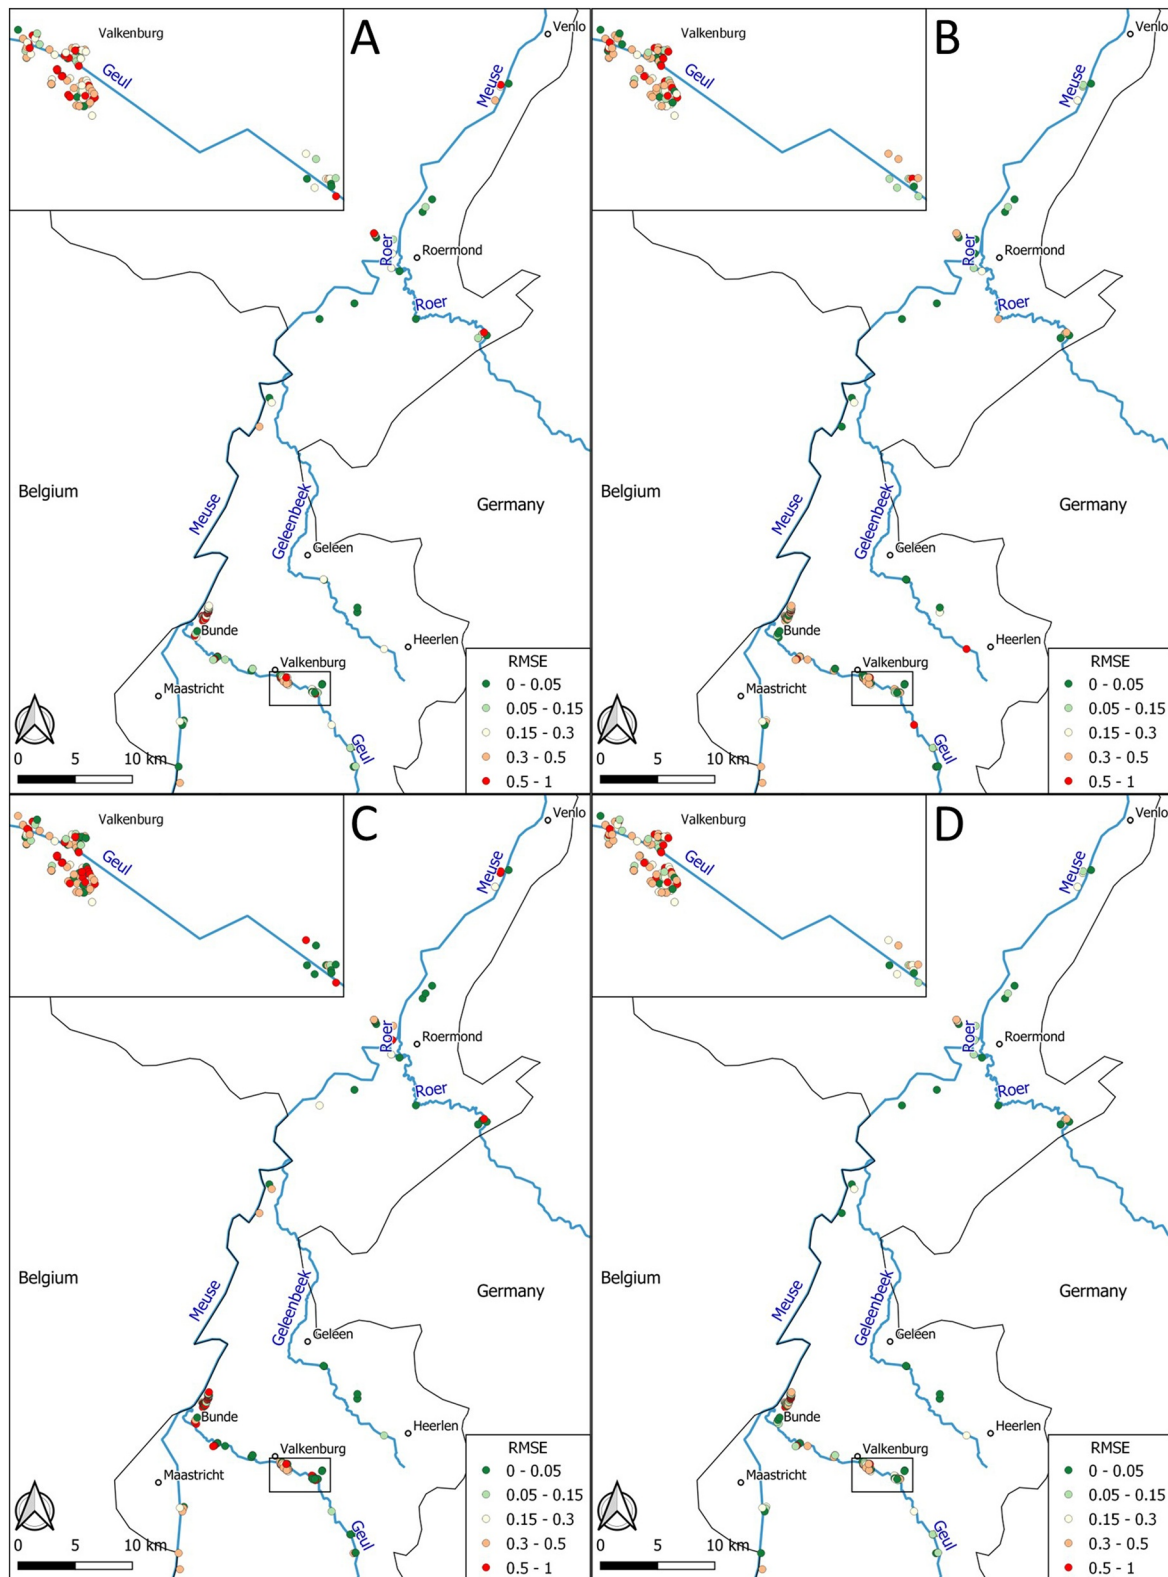 A
Valkenburg
Geul
Venlo
Meuse
Roer
Roermond
Roer
Belgium
Meuse
Geleenbeek
Germany
Geleen
Bunde
Heerlen
Valkenburg
Maastricht
Geul
0 10 km
RMSE
0 - 0.05
0.05 - 0.15
0.15 - 0.3
0.3 - 0.5
0.5 - 1
B
Valkenburg
Geul
Venlo
Meuse
Roer
Roermond
Roer
Belgium
Meuse
Geleenbeek
Germany
Geleen
Bunde
Heerlen
Valkenburg
Maastricht
Geul
0 10 km
RMSE
0 - 0.05
0.05 - 0.15
0.15 - 0.3
0.3 - 0.5
0.5 - 1
C
Valkenburg
Geul
Venlo
Meuse
Roer
Roermond
Roer
Belgium
Meuse
Geleenbeek
Germany
Geleen
Bunde
Heerlen
Valkenburg
Maastricht
Geul
0 10 km
RMSE
0 - 0.05
0.05 - 0.15
0.15 - 0.3
0.3 - 0.5
0.5 - 1
D
Valkenburg
Geul
Venlo
Meuse
Roer
Roermond
Roer
Belgium
Meuse
Geleenbeek
Germany
Geleen
Bunde
Heerlen
Valkenburg
Maastricht
Geul
0 10 km
RMSE
0 - 0.05
0.05 - 0.15
0.15 - 0.3
0.3 - 0.5
0.5 - 1